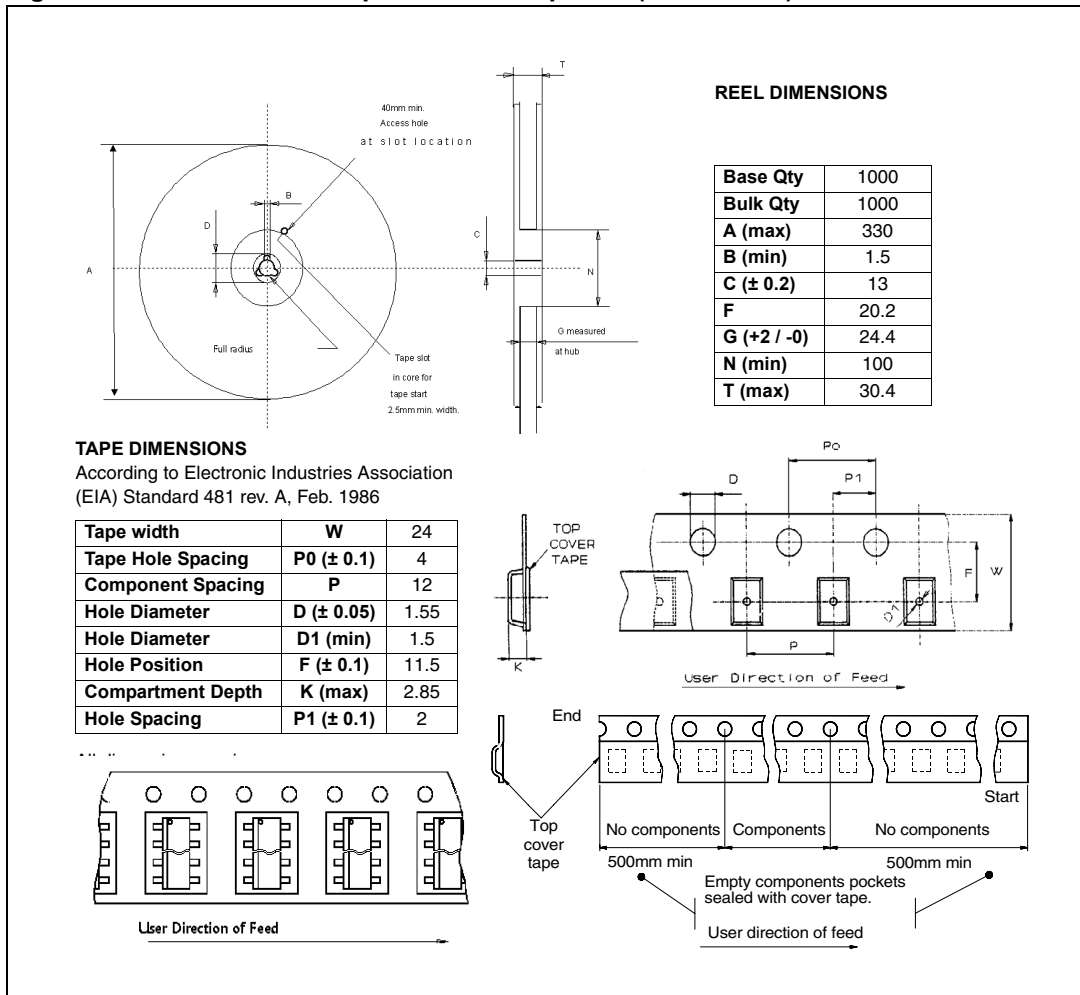 T
40mm min.
Access hole
at slot location
B
D
C
A
N
G measured
at hub
Full radius
Tape slot
in core for
tape start
2.5mm min. width.
REEL DIMENSIONS
Base Qty 1000
Bulk Qty 1000
A (max) 330
B (min) 1.5
C (± 0.2) 13
F 20.2
G (+2 / -0) 24.4
N (min) 100
T (max) 30.4
TAPE DIMENSIONS
According to Electronic Industries Association
(EIA) Standard 481 rev. A, Feb. 1986
Tape width W 24
Tape Hole Spacing P0 (± 0.1) 4
Component Spacing P 12
Hole Diameter D (± 0.05) 1.55
Hole Diameter D1 (min) 1.5
Hole Position F (± 0.1) 11.5
Compartment Depth K (max) 2.85
Hole Spacing P1 (± 0.1) 2
TOP
COVER
TAPE
K
Po
D
P1
F
W
D1
P
User Direction of Feed
End
Start
Top
cover
tape
No components
Components
No components
500mm min
500mm min
Empty components pockets
sealed with cover tape.
User direction of feed
User Direction of Feed